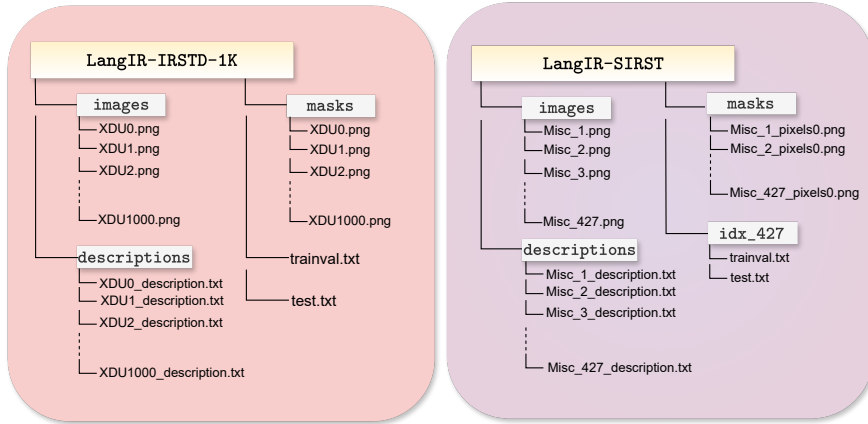 LangIR-IRSTD-1K
images
XDU0.png
XDU1.png
XDU2.png
XDU1000.png
descriptions
XDU0_description.txt
XDU1_description.txt
XDU2_description.txt
XDU1000_description.txt
masks
XDU0.png
XDU1.png
XDU2.png
XDU1000.png
trainval.txt
test.txt
LangIR-SIRST
images
Misc_1.png
Misc_2.png
Misc_3.png
Misc_427.png
descriptions
Misc_1_description.txt
Misc_2_description.txt
Misc_3_description.txt
Misc_427_description.txt
masks
Misc_1_pixels0.png
Misc_2_pixels0.png
Misc_427_pixels0.png
idx_427
trainval.txt
test.txt